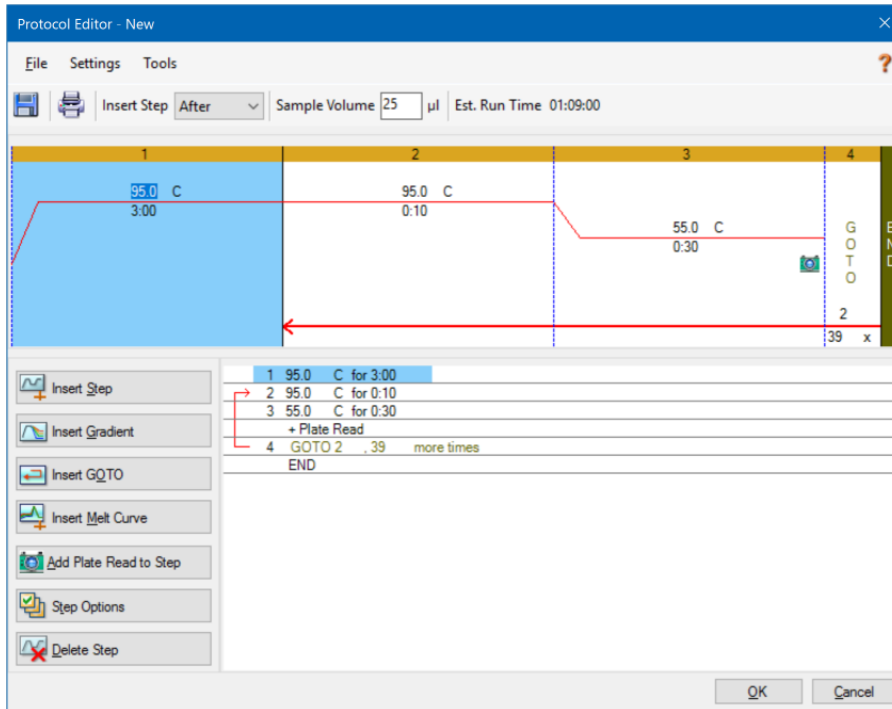 Protocol Editor - New
File Settings Tools ?
Insert Step After Sample Volume 25 µl Est. Run Time 01:09:00
1 2 3 4
95.0 C 95.0 C
3:00 0:10
55.0 C
0:30
GOTO
END
2
39 x
Insert Step
Insert Gradient
Insert GOTO
Insert Melt Curve
Add Plate Read to Step
Step Options
Delete Step
1 95.0 C for 3:00
2 95.0 C for 0:10
3 55.0 C for 0:30
+ Plate Read
4 GOTO 2 , 39 more times
END
OK Cancel